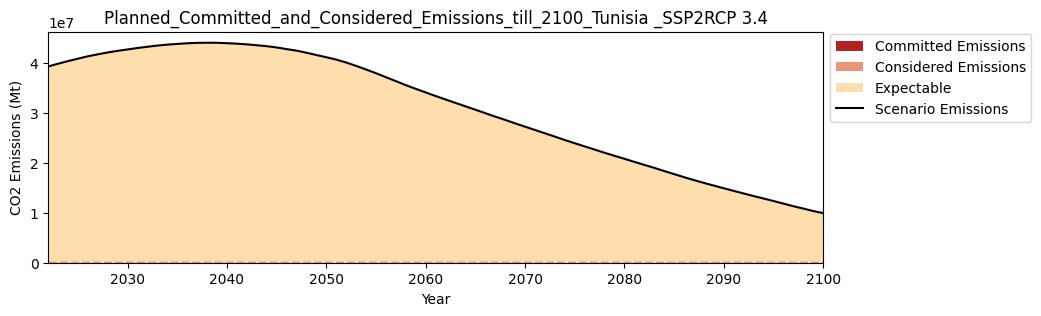 Planned_Committed_and_Considered_Emissions_till_2100_Tunisia _SSP2RCP 3.4
1e7
4
3
2
1
0
CO2 Emissions (Mt)
2030 2040 2050 2060 2070 2080 2090 2100
Year
Committed Emissions
Considered Emissions
Expectable
Scenario Emissions